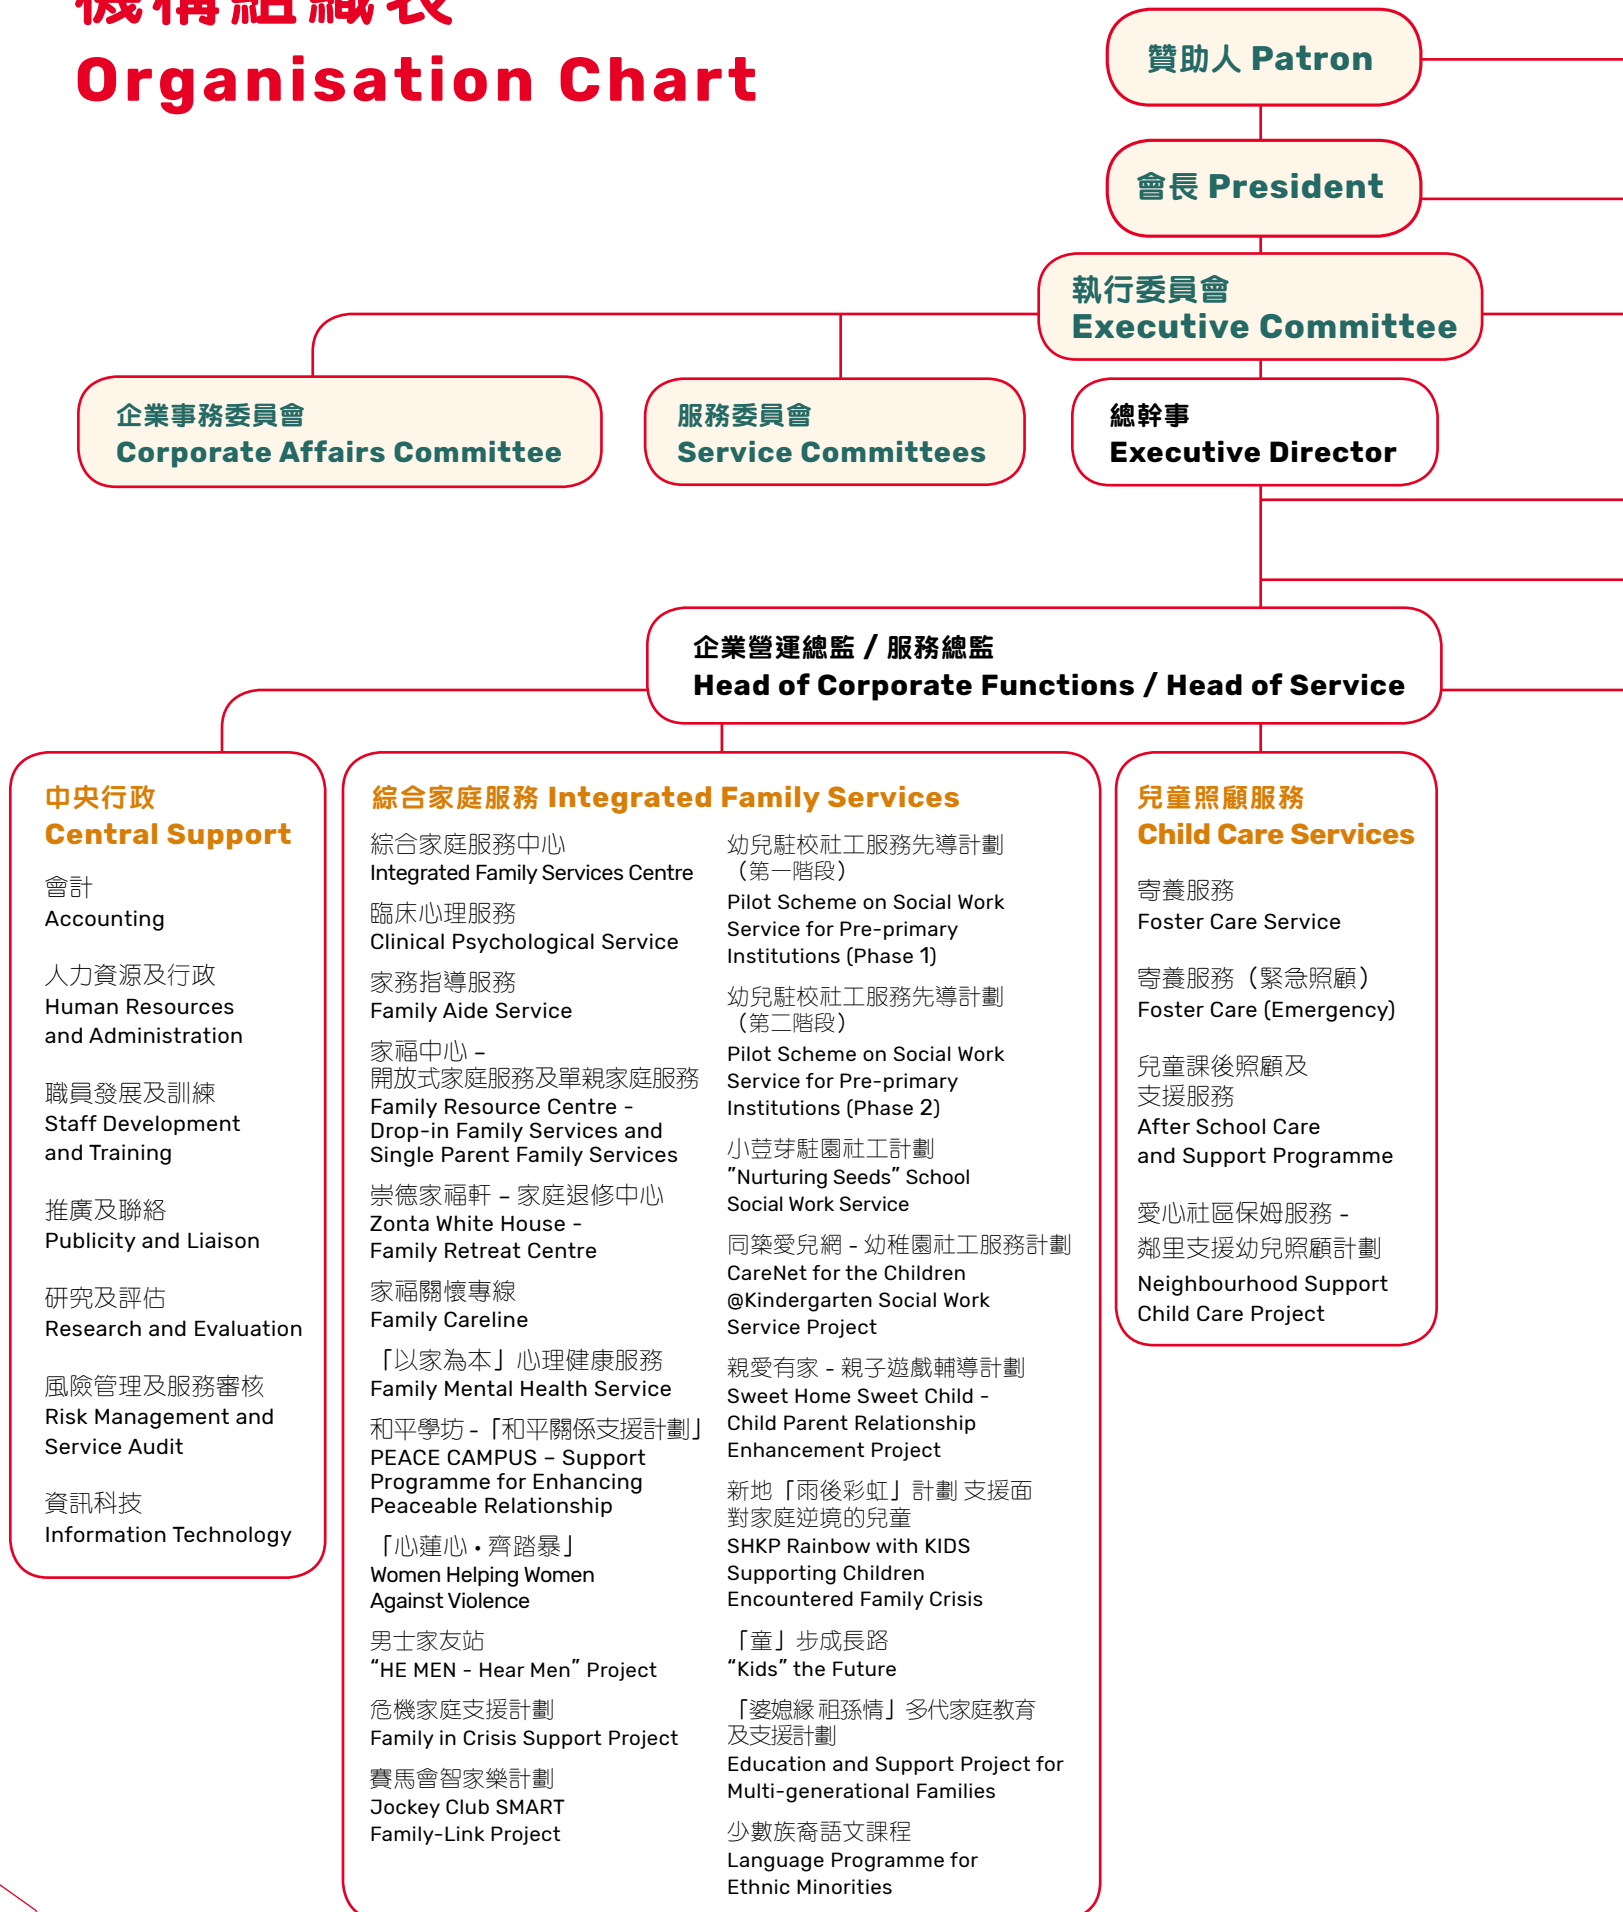 機構組織表
Organisation Chart
贊助人 Patron
會長 President
執行委員會
Executive Committee
企業事務委員會
Corporate Affairs Committee
服務委員會
Service Committees
總幹事
Executive Director
企業營運總監 / 服務總監
Head of Corporate Functions / Head of Service
中央行政
Central Support
會計
Accounting
人力資源及行政
Human Resources
and Administration
職員發展及訓練
Staff Development
and Training
推廣及聯絡
Publicity and Liaison
研究及評估
Research and Evaluation
風險管理及服務審核
Risk Management and
Service Audit
資訊科技
Information Technology
綜合家庭服務 Integrated Family Services
綜合家庭服務中心
Integrated Family Services Centre
臨床心理服務
Clinical Psychological Service
家務指導服務
Family Aide Service
家福中心 –
開放式家庭服務及單親家庭服務
Family Resource Centre -
Drop-in Family Services and
Single Parent Family Services
崇德家福軒 – 家庭退修中心
Zonta White House -
Family Retreat Centre
家福關懷專線
Family Careline
「以家為本」心理健康服務
Family Mental Health Service
和平學坊 -「和平關係支援計劃」
PEACE CAMPUS – Support
Programme for Enhancing
Peaceable Relationship
「心蓮心 • 齊踏暴」
Women Helping Women
Against Violence
男士家友站
“HE MEN - Hear Men” Project
危機家庭支援計劃
Family in Crisis Support Project
賽馬會智家樂計劃
Jockey Club SMART
Family-Link Project
幼兒駐校社工服務先導計劃
（第一階段）
Pilot Scheme on Social Work
Service for Pre-primary
Institutions (Phase 1)
幼兒駐校社工服務先導計劃
（第二階段）
Pilot Scheme on Social Work
Service for Pre-primary
Institutions (Phase 2)
小荳芽駐園社工計劃
”Nurturing Seeds” School
Social Work Service
同築愛兒網 - 幼稚園社工服務計劃
CareNet for the Children
@Kindergarten Social Work
Service Project
親愛有家 - 親子遊戲輔導計劃
Sweet Home Sweet Child -
Child Parent Relationship
Enhancement Project
新地「雨後彩虹」計劃 支援面
對家庭逆境的兒童
SHKP Rainbow with KIDS
Supporting Children
Encountered Family Crisis
「童」步成長路
“Kids” the Future
「婆媳緣 祖孫情」多代家庭教育
及支援計劃
Education and Support Project for
Multi-generational Families
少數族裔語文課程
Language Programme for
Ethnic Minorities
兒童照顧服務
Child Care Services
寄養服務
Foster Care Service
寄養服務（緊急照顧）
Foster Care (Emergency)
兒童課後照顧及
支援服務
After School Care
and Support Programme
愛心社區保姆服務 -
鄰里支援幼兒照顧計劃
Neighbourhood Support
Child Care Project